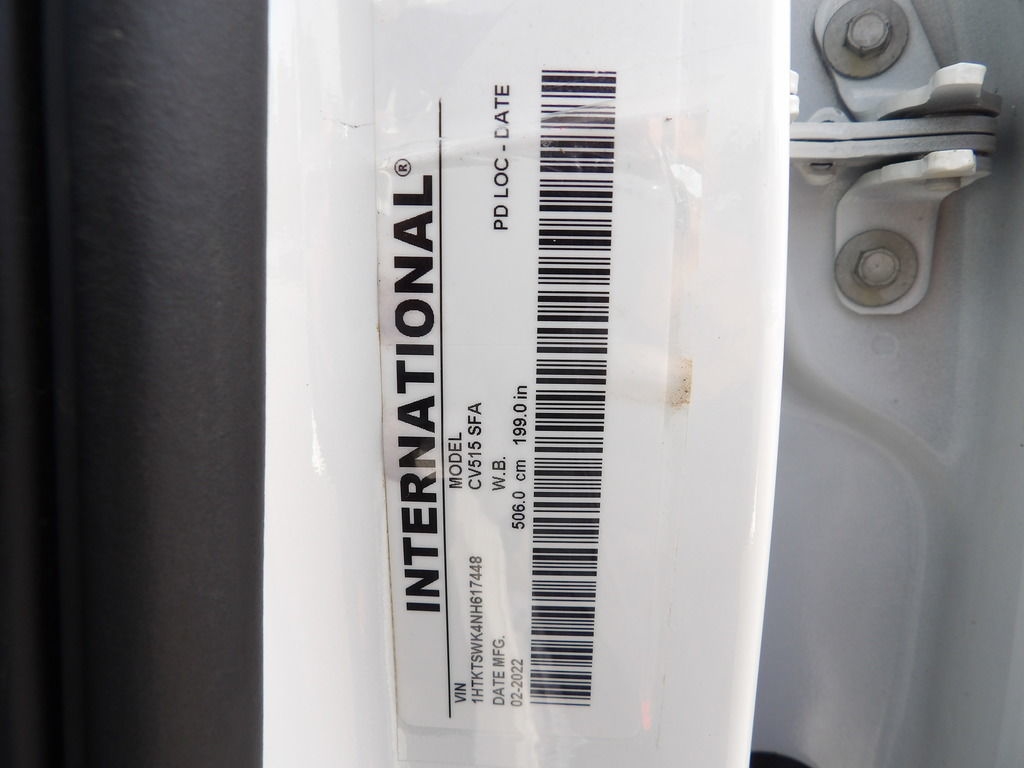 INTERNATIONAL®
VIN MODEL
1HTKTSWK4NH617448 CV515 SFA
DATE MFG. W.B. PD LOC - DATE
02-2022 506.0 cm 199.0 in